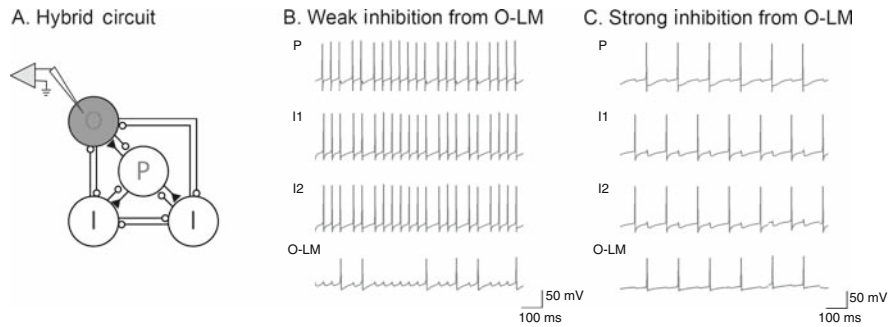 A. Hybrid circuit
O
P
I
I
B. Weak inhibition from O-LM
P
I1
I2
O-LM
50 mV
100 ms
C. Strong inhibition from O-LM
P
I1
I2
O-LM
50 mV
100 ms